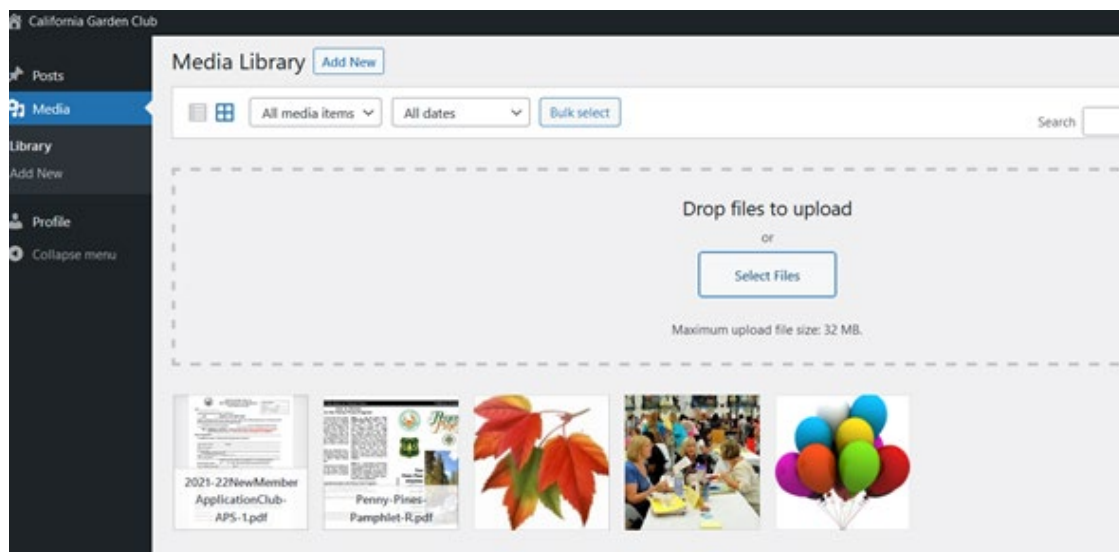 California Garden Club
Posts
Media
Library
Add New
Profile
Collapse menu
Media Library Add New
All media items All dates Bulk select
Search
Drop files to upload
or
Select Files
Maximum upload file size: 32 MB.
2021-22NewMember
ApplicationClub-
APS-1.pdf
Penny-Pines-
Pamphlet-R.pdf